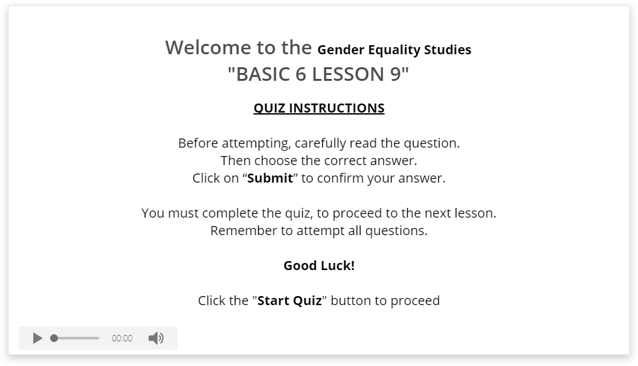 Welcome to the Gender Equality Studies
"BASIC 6 LESSON 9"
QUIZ INSTRUCTIONS
Before attempting, carefully read the question.
Then choose the correct answer.
Click on “Submit” to confirm your answer.
You must complete the quiz, to proceed to the next lesson.
Remember to attempt all questions.
Good Luck!
Click the "Start Quiz" button to proceed
00:00